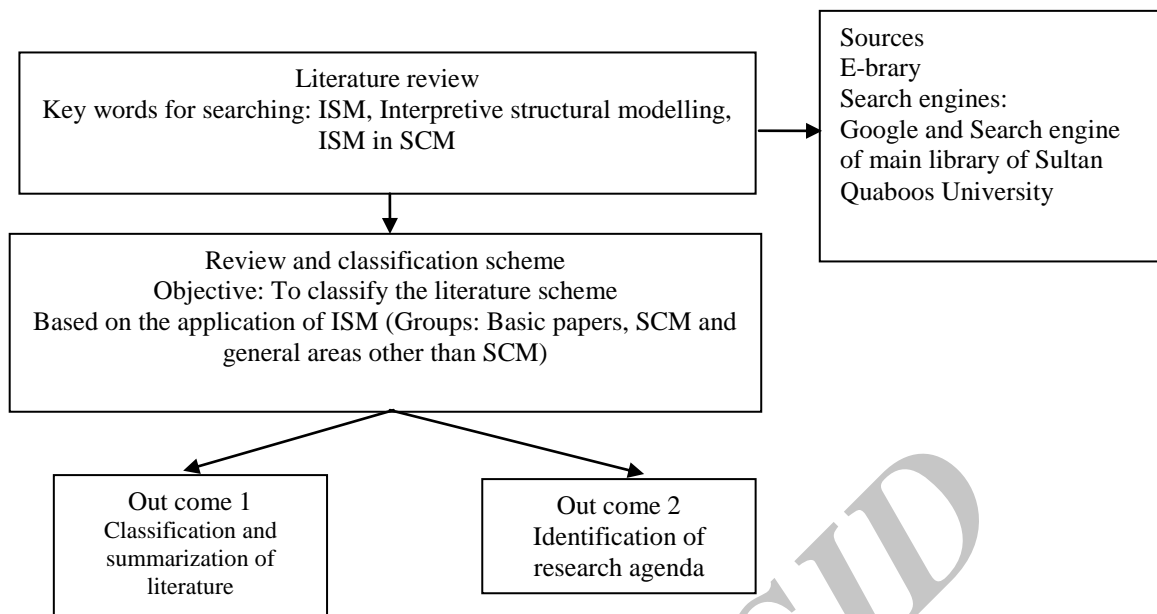 Literature review
Key words for searching: ISM, Interpretive structural modelling,
ISM in SCM
Sources
E-brary
Search engines:
Google and Search engine
of main library of Sultan
Quaboos University
Review and classification scheme
Objective: To classify the literature scheme
Based on the application of ISM (Groups: Basic papers, SCM and
general areas other than SCM)
Out come 1
Classification and
summarization of
literature
Out come 2
Identification of
research agenda